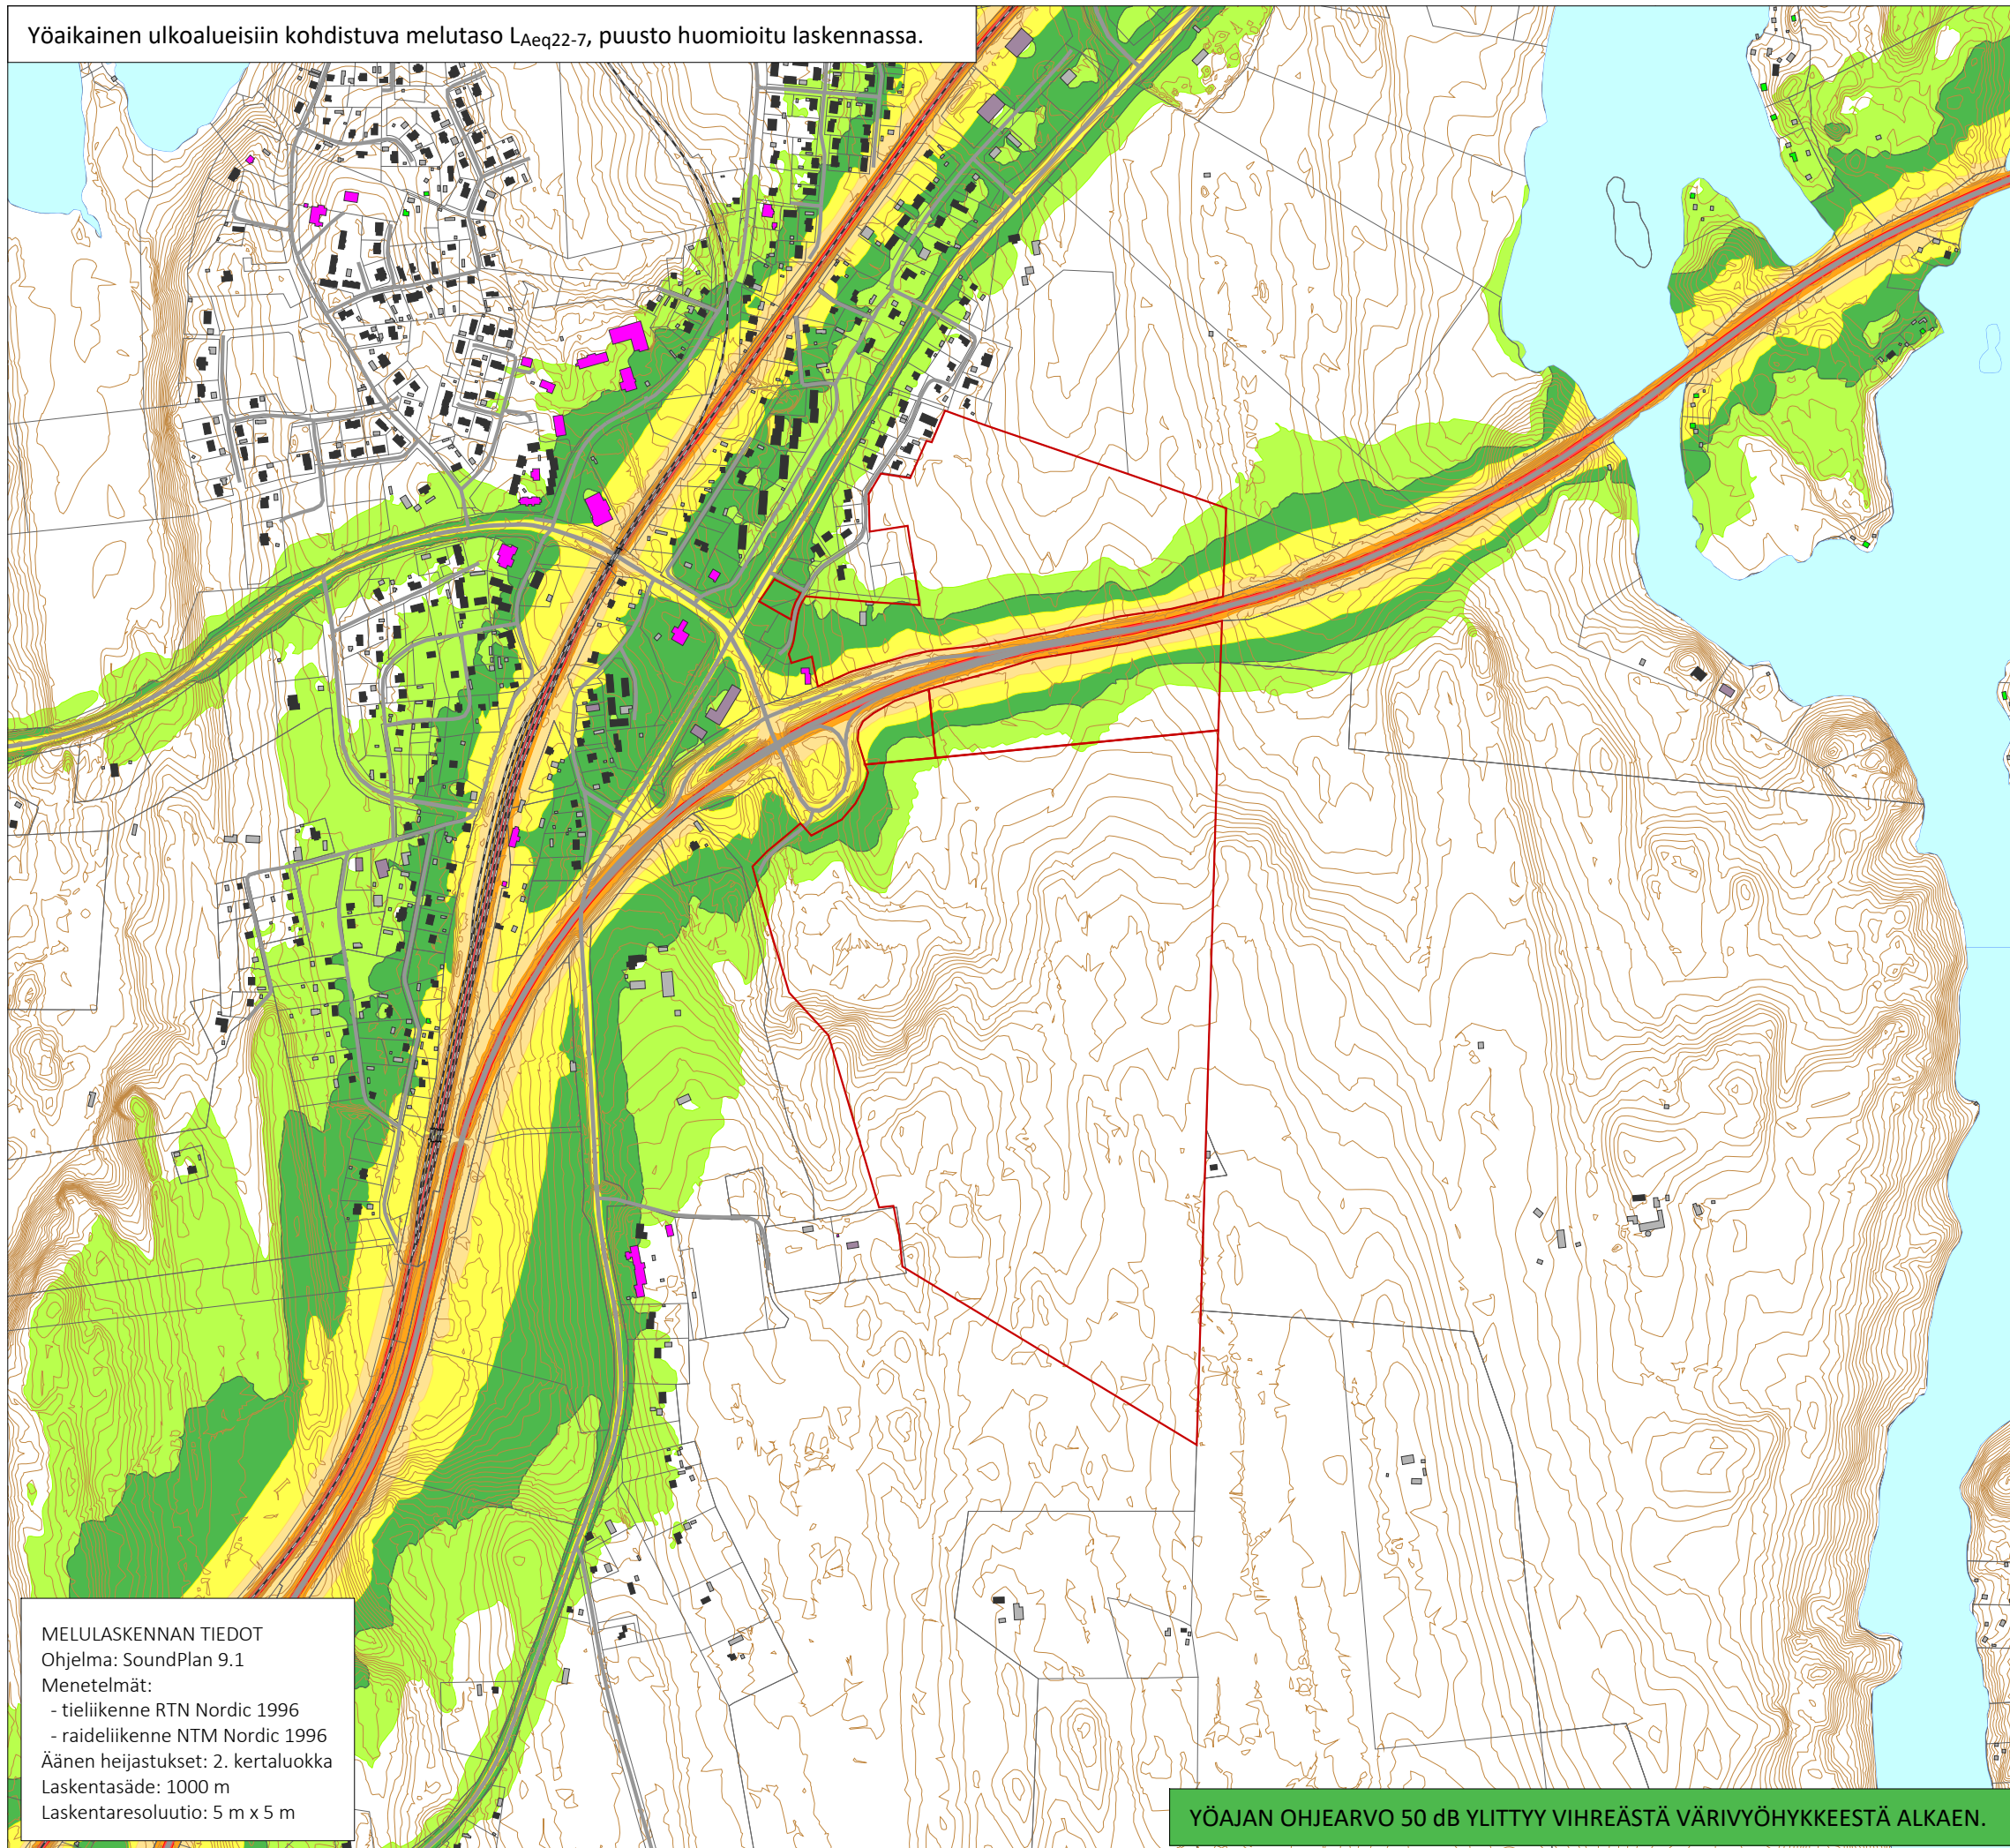 Yöaikainen ulkoalueisiin kohdistuva melutaso LAeq22-7, puusto huomioitu laskennassa.
MELULASKENNAN TIEDOT
Ohjelma: SoundPlan 9.1
Menetelmät:
- tieliikenne RTN Nordic 1996
- raideliikenne NTM Nordic 1996
Äänen heijastukset: 2. kertaluokka
Laskentasäde: 1000 m
Laskentaresoluutio: 5 m x 5 m
YÖAJAN OHJEARVO 50 dB YLITTYY VIHREÄSTÄ VÄRIVYÖHYKKEESTÄ ALKAEN.